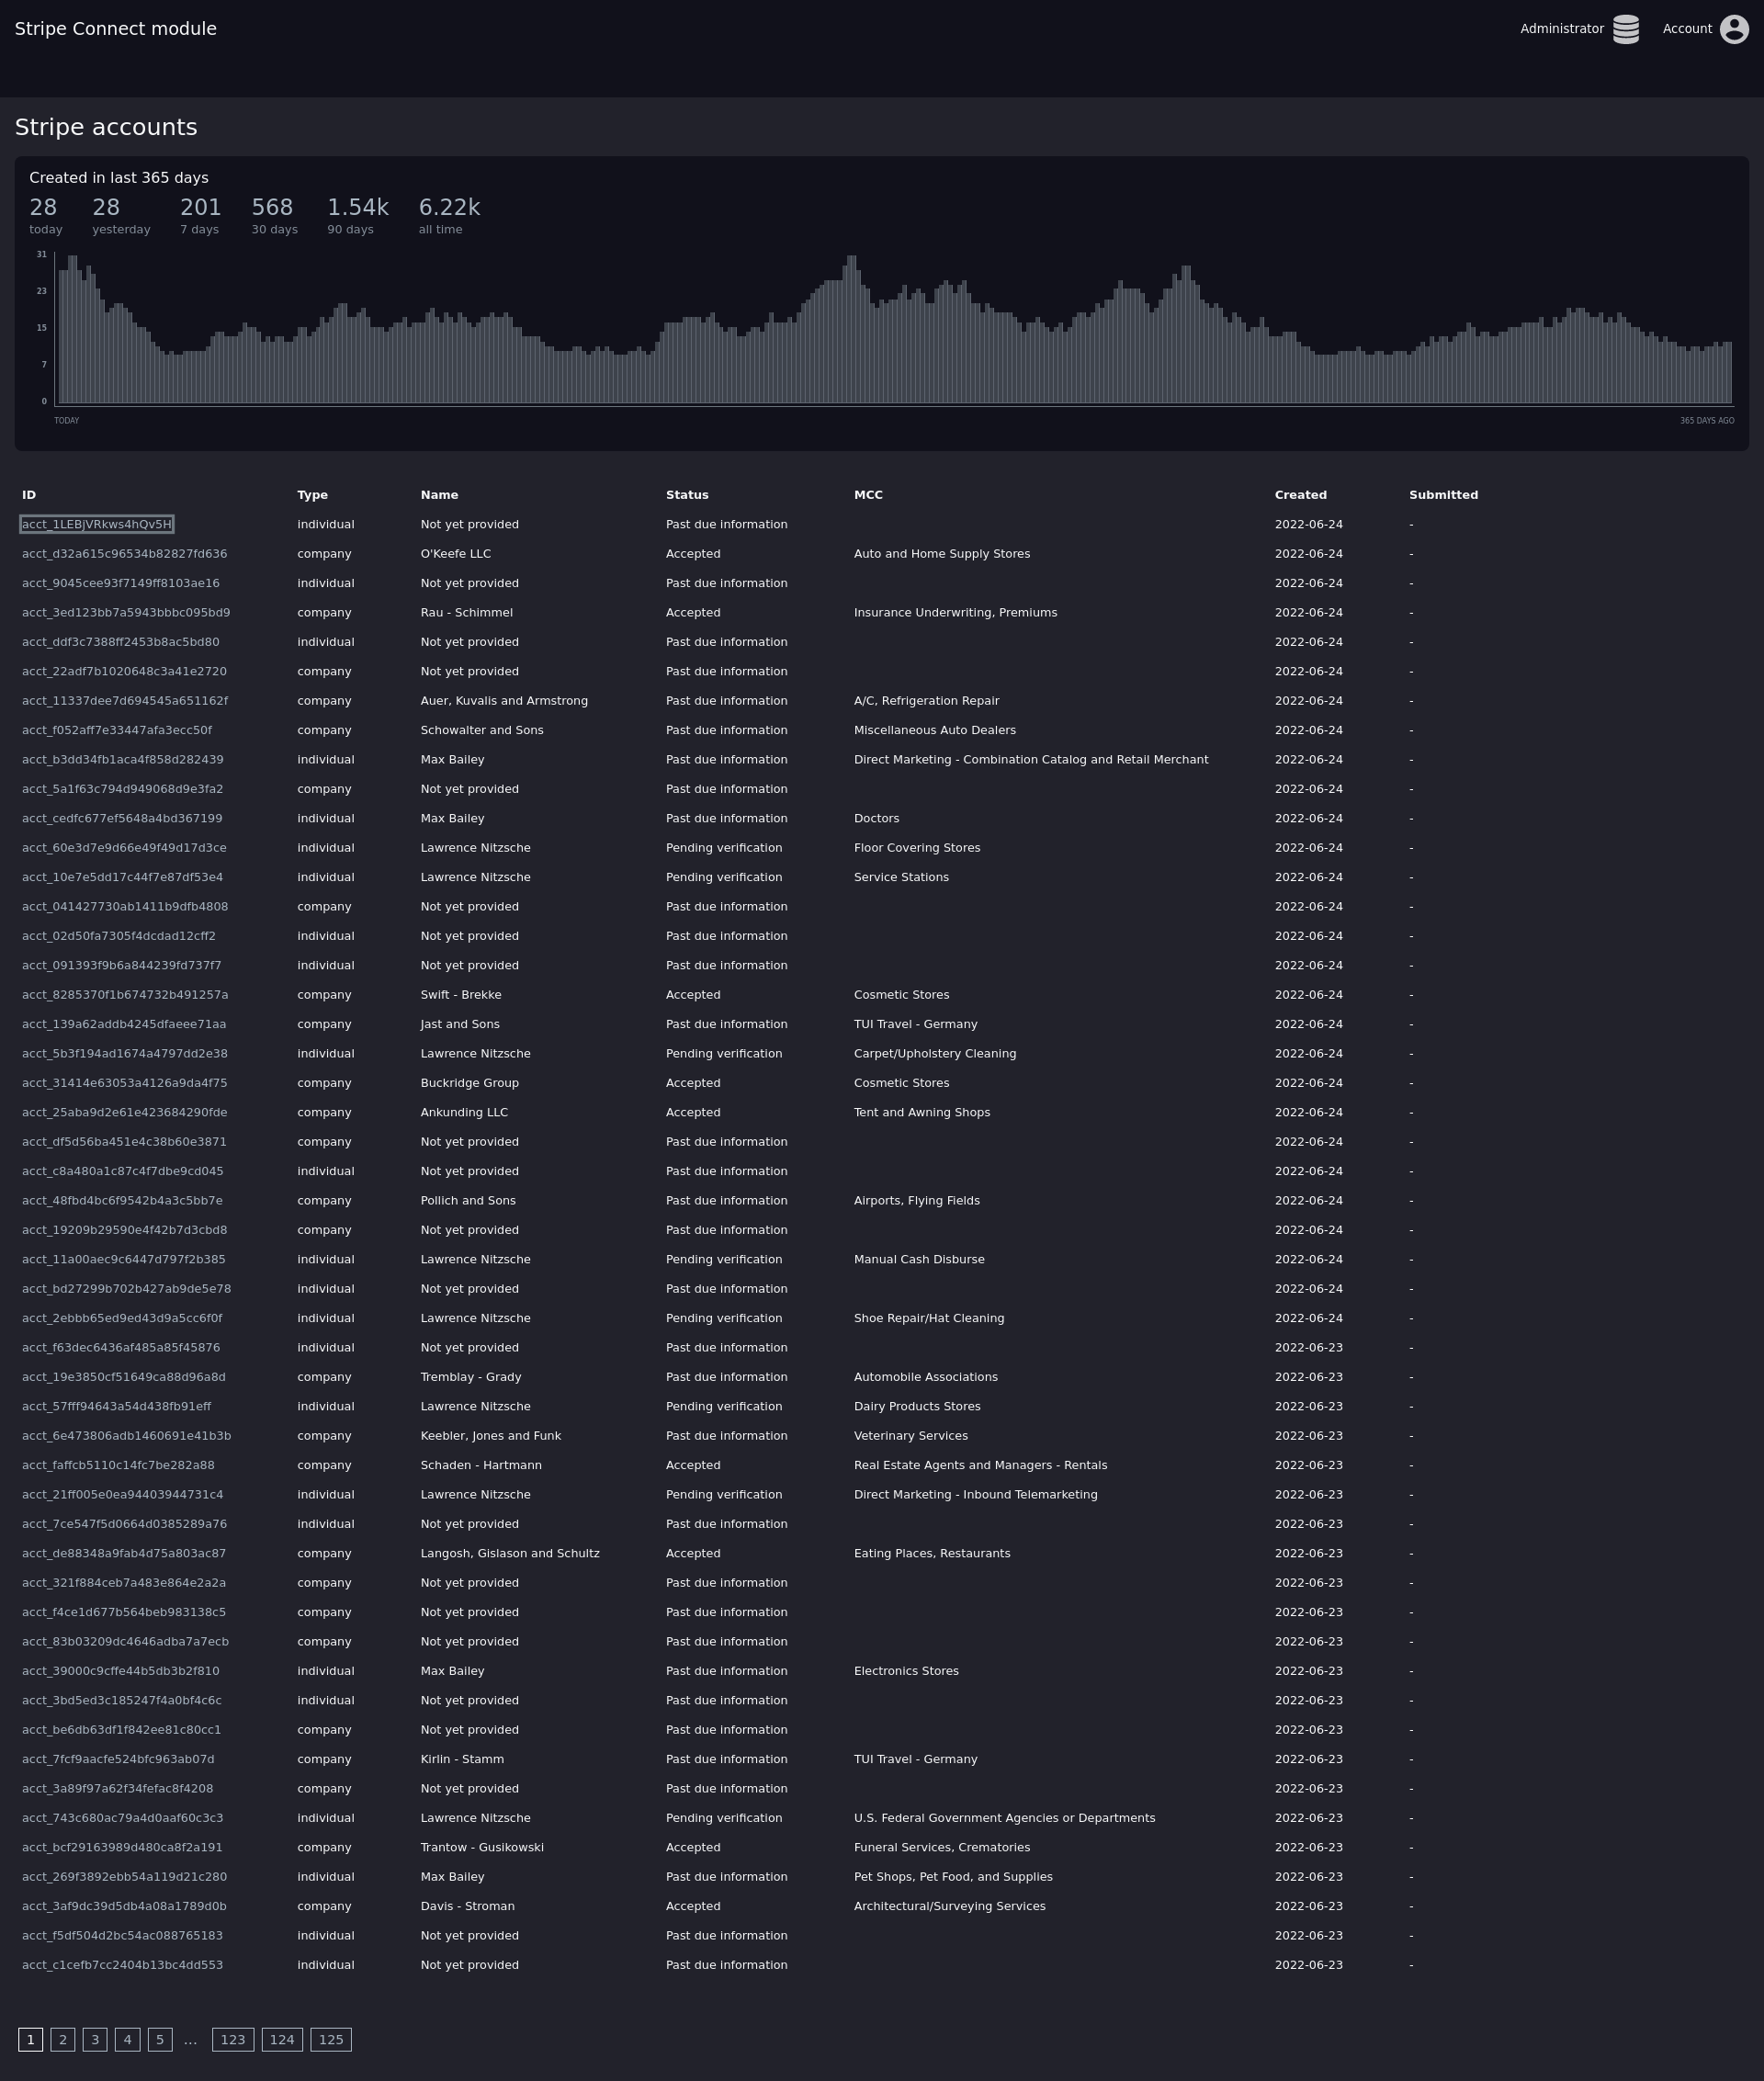 Stripe Connect module
Administrator Account
Stripe accounts
Created in last 365 days
28 28 201 568 1.54k 6.22k
today yesterday 7 days 30 days 90 days all time
31
23
15
7
0
TODAY 365 DAYS AGO
ID Type Name Status MCC Created Submitted
acct_1LEBjVRkws4hQv5H individual Not yet provided Past due information 2022-06-24 -
acct_d32a615c96534b82827fd636 company O'Keefe LLC Accepted Auto and Home Supply Stores 2022-06-24 -
acct_9045cee93f7149ff8103ae16 individual Not yet provided Past due information 2022-06-24 -
acct_3ed123bb7a5943bbbc095bd9 company Rau - Schimmel Accepted Insurance Underwriting, Premiums 2022-06-24 -
acct_ddf3c7388ff2453b8ac5bd80 individual Not yet provided Past due information 2022-06-24 -
acct_22adf7b1020648c3a41e2720 company Not yet provided Past due information 2022-06-24 -
acct_11337dee7d694545a651162f company Auer, Kuvalis and Armstrong Past due information A/C, Refrigeration Repair 2022-06-24 -
acct_f052aff7e33447afa3ecc50f company Schowalter and Sons Past due information Miscellaneous Auto Dealers 2022-06-24 -
acct_b3dd34fb1aca4f858d282439 individual Max Bailey Past due information Direct Marketing - Combination Catalog and Retail Merchant 2022-06-24 -
acct_5a1f63c794d949068d9e3fa2 company Not yet provided Past due information 2022-06-24 -
acct_cedfc677ef5648a4bd367199 individual Max Bailey Past due information Doctors 2022-06-24 -
acct_60e3d7e9d66e49f49d17d3ce individual Lawrence Nitzsche Pending verification Floor Covering Stores 2022-06-24 -
acct_10e7e5dd17c44f7e87df53e4 individual Lawrence Nitzsche Pending verification Service Stations 2022-06-24 -
acct_041427730ab1411b9dfb4808 company Not yet provided Past due information 2022-06-24 -
acct_02d50fa7305f4dcdad12cff2 individual Not yet provided Past due information 2022-06-24 -
acct_091393f9b6a844239fd737f7 individual Not yet provided Past due information 2022-06-24 -
acct_8285370f1b674732b491257a company Swift - Brekke Accepted Cosmetic Stores 2022-06-24 -
acct_139a62addb4245dfaeee71aa company Jast and Sons Past due information TUI Travel - Germany 2022-06-24 -
acct_5b3f194ad1674a4797dd2e38 individual Lawrence Nitzsche Pending verification Carpet/Upholstery Cleaning 2022-06-24 -
acct_31414e63053a4126a9da4f75 company Buckridge Group Accepted Cosmetic Stores 2022-06-24 -
acct_25aba9d2e61e423684290fde company Ankunding LLC Accepted Tent and Awning Shops 2022-06-24 -
acct_df5d56ba451e4c38b60e3871 company Not yet provided Past due information 2022-06-24 -
acct_c8a480a1c87c4f7dbe9cd045 individual Not yet provided Past due information 2022-06-24 -
acct_48fbd4bc6f9542b4a3c5bb7e company Pollich and Sons Past due information Airports, Flying Fields 2022-06-24 -
acct_19209b29590e4f42b7d3cbd8 company Not yet provided Past due information 2022-06-24 -
acct_11a00aec9c6447d797f2b385 individual Lawrence Nitzsche Pending verification Manual Cash Disburse 2022-06-24 -
acct_bd27299b702b427ab9de5e78 individual Not yet provided Past due information 2022-06-24 -
acct_2ebbb65ed9ed43d9a5cc6f0f individual Lawrence Nitzsche Pending verification Shoe Repair/Hat Cleaning 2022-06-24 -
acct_f63dec6436af485a85f45876 individual Not yet provided Past due information 2022-06-23 -
acct_19e3850cf51649ca88d96a8d company Tremblay - Grady Past due information Automobile Associations 2022-06-23 -
acct_57fff94643a54d438fb91eff individual Lawrence Nitzsche Pending verification Dairy Products Stores 2022-06-23 -
acct_6e473806adb1460691e41b3b company Keebler, Jones and Funk Past due information Veterinary Services 2022-06-23 -
acct_faffcb5110c14fc7be282a88 company Schaden - Hartmann Accepted Real Estate Agents and Managers - Rentals 2022-06-23 -
acct_21ff005e0ea94403944731c4 individual Lawrence Nitzsche Pending verification Direct Marketing - Inbound Telemarketing 2022-06-23 -
acct_7ce547f5d0664d0385289a76 individual Not yet provided Past due information 2022-06-23 -
acct_de88348a9fab4d75a803ac87 company Langosh, Gislason and Schultz Accepted Eating Places, Restaurants 2022-06-23 -
acct_321f884ceb7a483e864e2a2a company Not yet provided Past due information 2022-06-23 -
acct_f4ce1d677b564beb983138c5 company Not yet provided Past due information 2022-06-23 -
acct_83b03209dc4646adba7a7ecb company Not yet provided Past due information 2022-06-23 -
acct_39000c9cffe44b5db3b2f810 individual Max Bailey Past due information Electronics Stores 2022-06-23 -
acct_3bd5ed3c185247f4a0bf4c6c individual Not yet provided Past due information 2022-06-23 -
acct_be6db63df1f842ee81c80cc1 company Not yet provided Past due information 2022-06-23 -
acct_7fcf9aacfe524bfc963ab07d company Kirlin - Stamm Past due information TUI Travel - Germany 2022-06-23 -
acct_3a89f97a62f34fefac8f4208 company Not yet provided Past due information 2022-06-23 -
acct_743c680ac79a4d0aaf60c3c3 individual Lawrence Nitzsche Pending verification U.S. Federal Government Agencies or Departments 2022-06-23 -
acct_bcf29163989d480ca8f2a191 company Trantow - Gusikowski Accepted Funeral Services, Crematories 2022-06-23 -
acct_269f3892ebb54a119d21c280 individual Max Bailey Past due information Pet Shops, Pet Food, and Supplies 2022-06-23 -
acct_3af9dc39d5db4a08a1789d0b company Davis - Stroman Accepted Architectural/Surveying Services 2022-06-23 -
acct_f5df504d2bc54ac088765183 individual Not yet provided Past due information 2022-06-23 -
acct_c1cefb7cc2404b13bc4dd553 individual Not yet provided Past due information 2022-06-23 -
1 2 3 4 5 ... 123 124 125